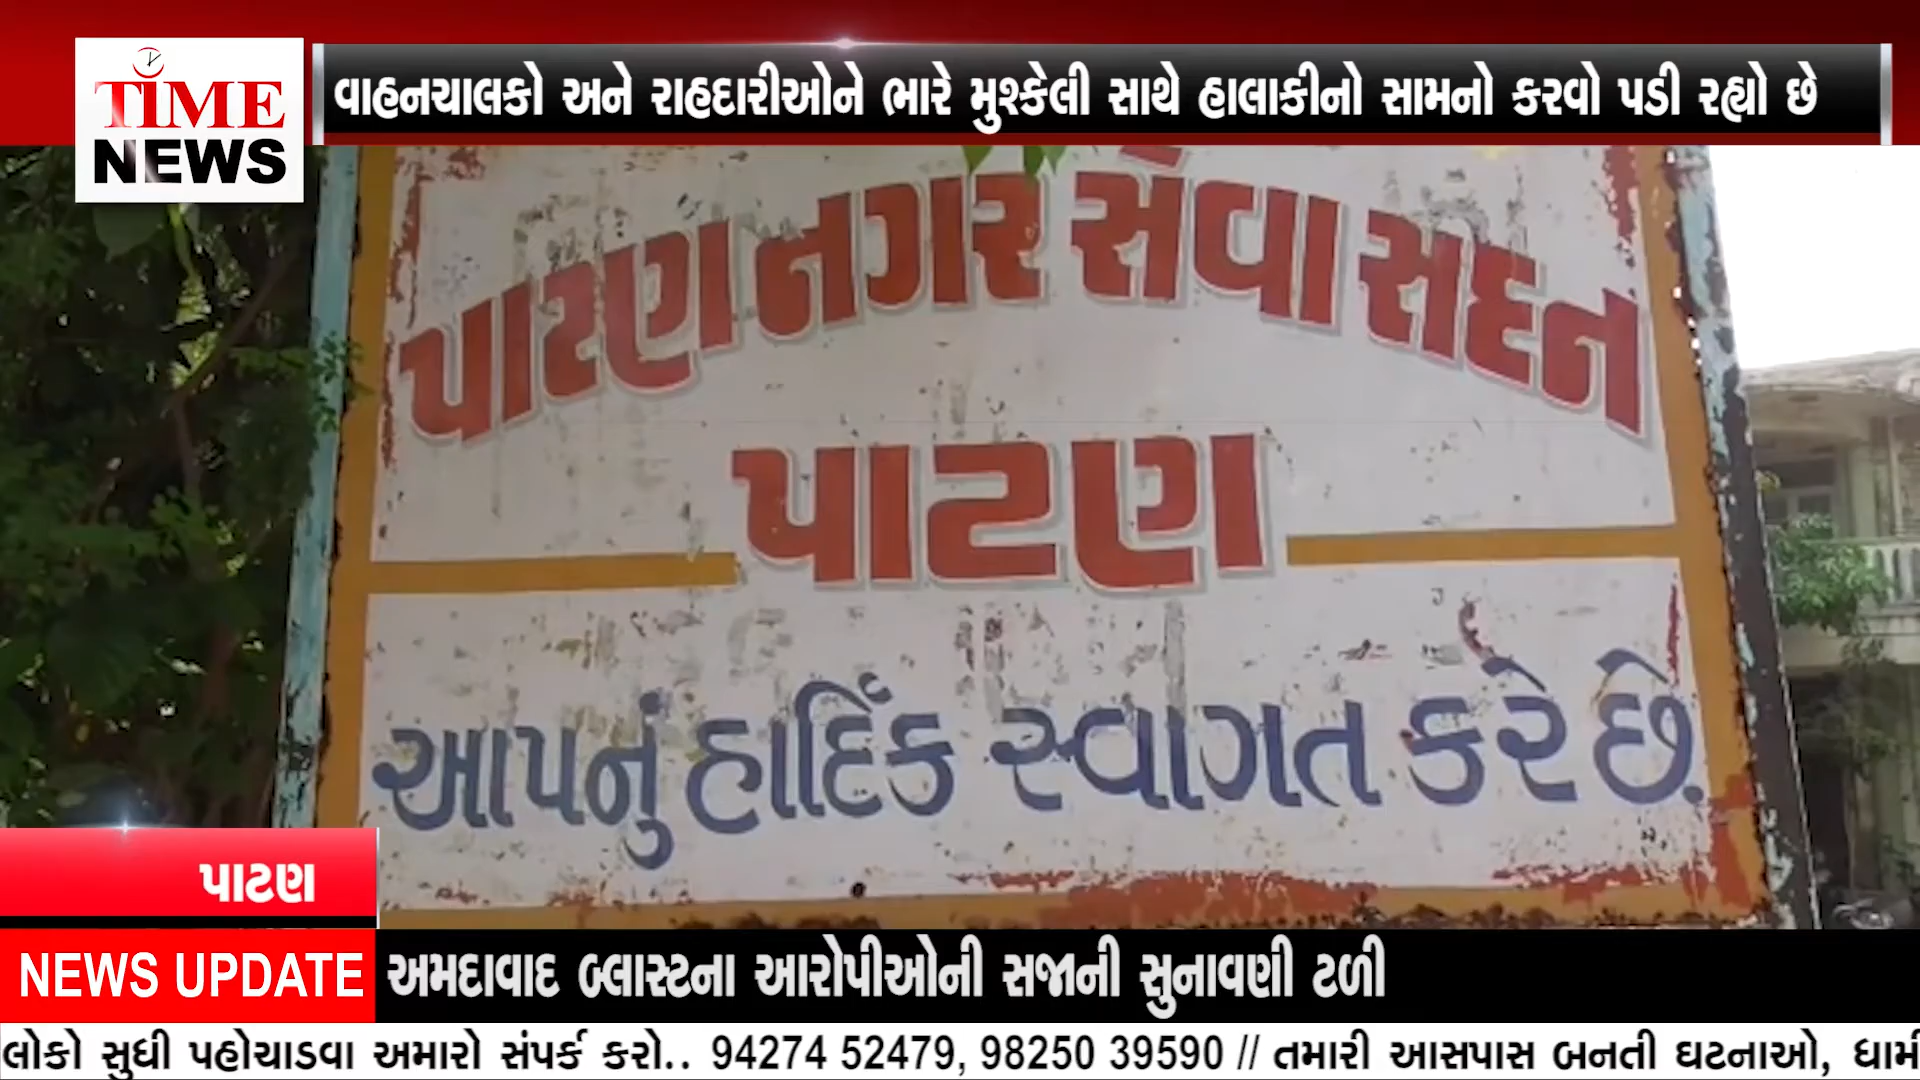 વાહનચાલકો અને રાહદારીઓને ભારે મુશ્કેલી સાથે હાલાકીનો સામનો કરવો પડી રહ્યો છે
TIME
NEWS
પાટણ નગર સેવા સદન
પાટણ
આપનું હાર્દિક સ્વાગત કરે છે.
પાટણ
NEWS UPDATE અમદાવાદ બ્લાસ્ટના આરોપીઓની સજાની સુનાવણી ટળી
લોકો સુધી પહોચાડવા અમારો સંપર્ક કરો.. 94274 52479, 98250 39590 // તમારી આસપાસ બનતી ઘટનાઓ,